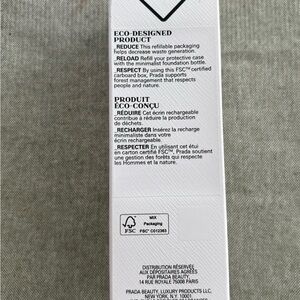 ECO-DESIGNED
PRODUCT
_REDUCE This refillable packaging
helps decrease waste generation.
_RELOAD Refill your protective case
with the minimalist foundation bottle.
_RESPECT By using this FSC™ certified
carboard box, Prada supports
forest management that respects
people and nature.
PRODUIT
ÉCO-CONÇU
_RÉDUIRE Cet écrin rechargeable
contribue à réduire la production
de déchets.
_RECHARGER Insérez la recharge
minimaliste dans votre
écrin rechargeable.
_RESPECTER En utilisant cet étui
en carton certifié FSC™, Prada soutient
une gestion des forêts qui respecte
les Hommes et la nature.
FSC
MIX
Packaging
FSC® C012363
DISTRIBUTION RÉSERVÉE
AUX DÉPOSITAIRES AGRÉÉS
PAR PRADA BEAUTY,
14 RUE ROYALE 75008 PARIS
PRADA BEAUTY, LUXURY PRODUCTS LLC,
NEW YORK, N.Y. 10001